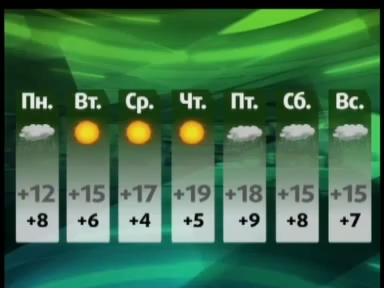 Пн. Вт. Ср. Чт. Пт. Сб. Вс.
+12 +15 +17 +19 +18 +15 +15
+8 +6 +4 +5 +9 +8 +7